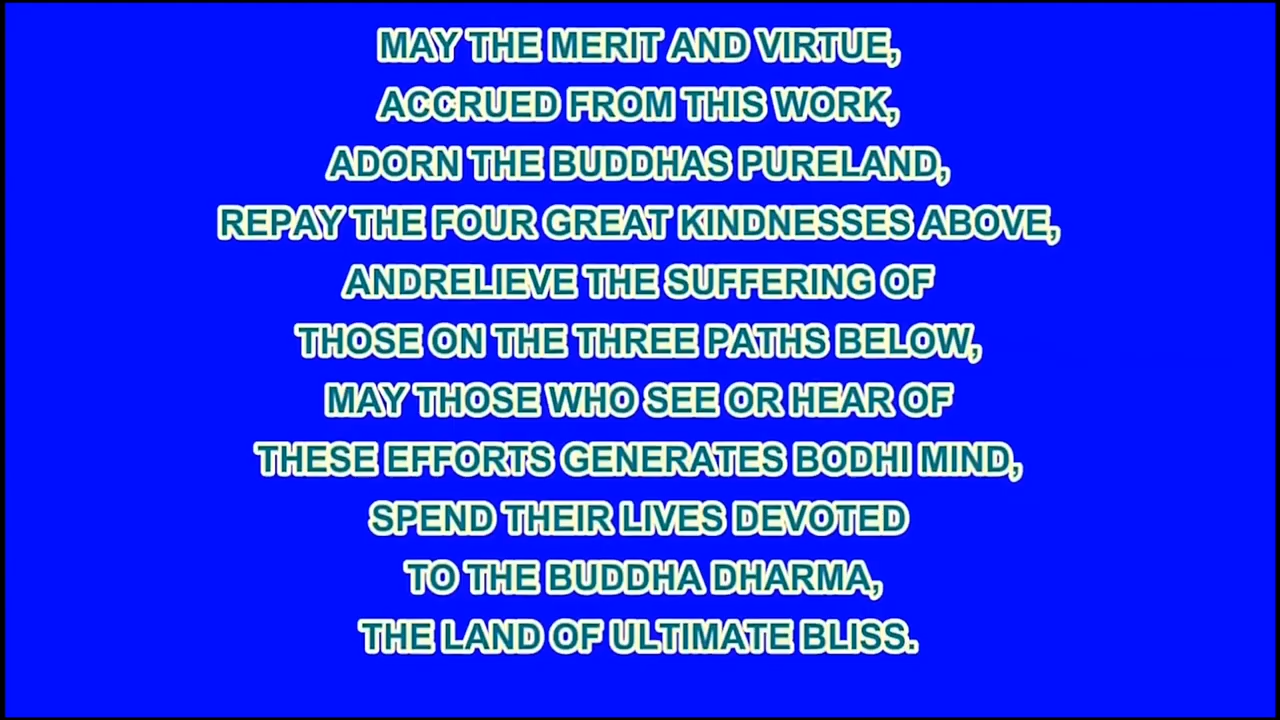 MAY THE MERIT AND VIRTUE,
ACCRUED FROM THIS WORK,
ADORN THE BUDDHAS PURELAND,
REPAY THE FOUR GREAT KINDNESSES ABOVE,
ANDRELIEVE THE SUFFERING OF
THOSE ON THE THREE PATHS BELOW,
MAY THOSE WHO SEE OR HEAR OF
THESE EFFORTS GENERATES BODHI MIND,
SPEND THEIR LIVES DEVOTED
TO THE BUDDHA DHARMA,
THE LAND OF ULTIMATE BLISS.